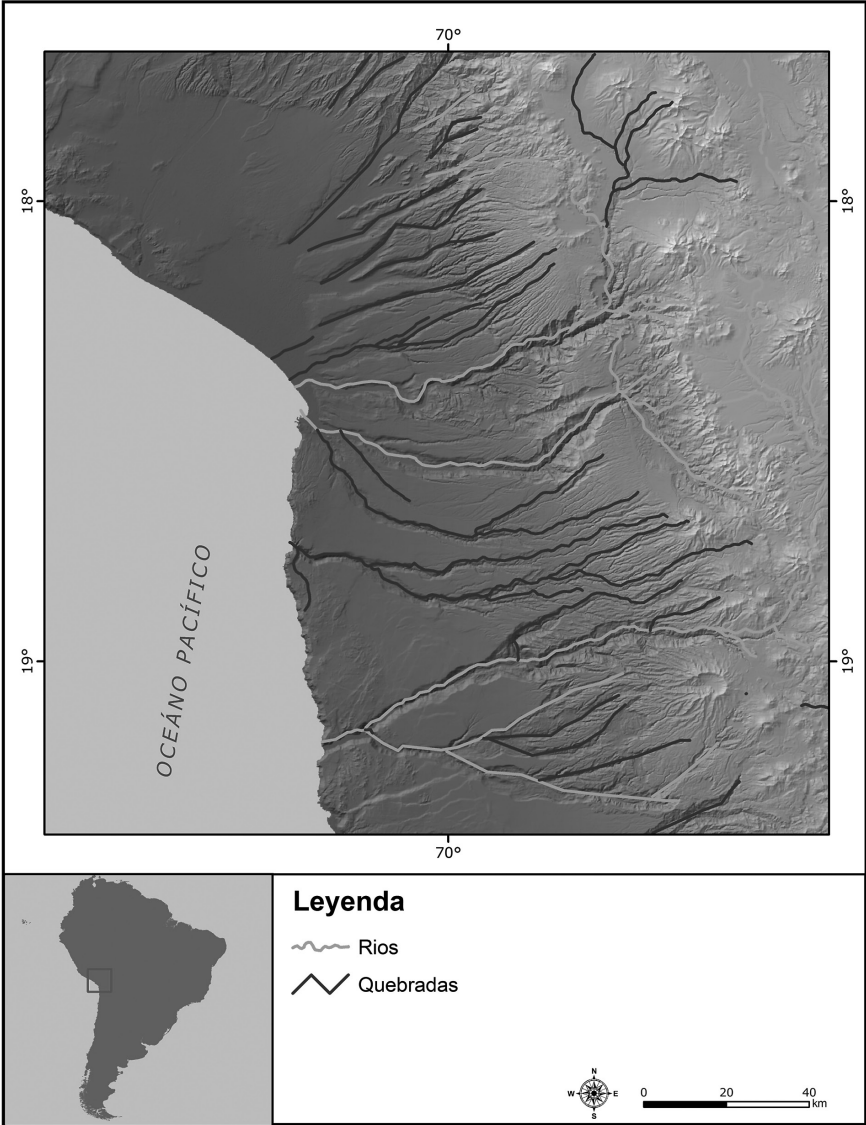 70°
18°
18°
OCEÁNO PACÍFICO
19°
19°
70°
Leyenda
Rios
Quebradas
N
W E
S
0 20 40
km